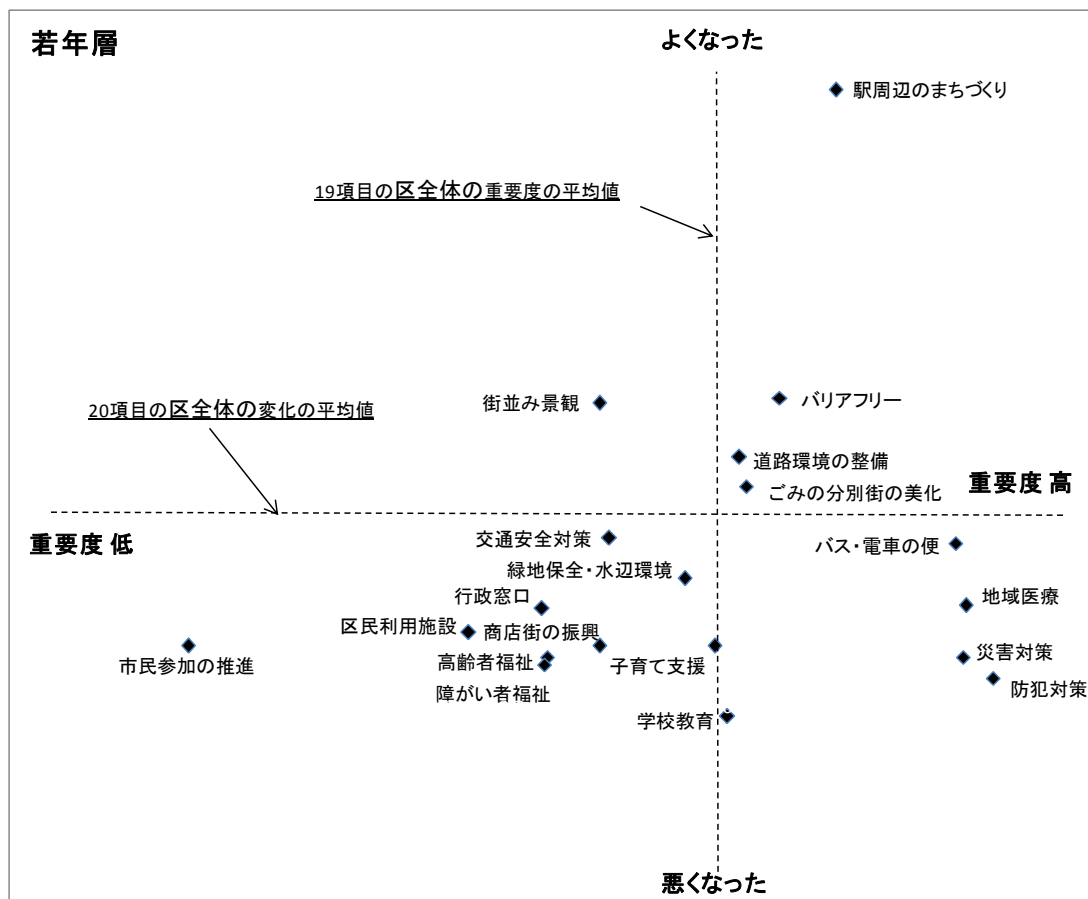 若年層
よくなった
駅周辺のまちづくり
19項目の区全体の重要度の平均値
20項目の区全体の変化の平均値
街並み景観
バリアフリー
道路環境の整備
ごみの分別街の美化
重要度 高
重要度 低
交通安全対策
バス・電車の便
緑地保全・水辺環境
行政窓口
地域医療
区民利用施設
商店街の振興
市民参加の推進
高齢者福祉
子育て支援
災害対策
障がい者福祉
防犯対策
学校教育
悪くなった